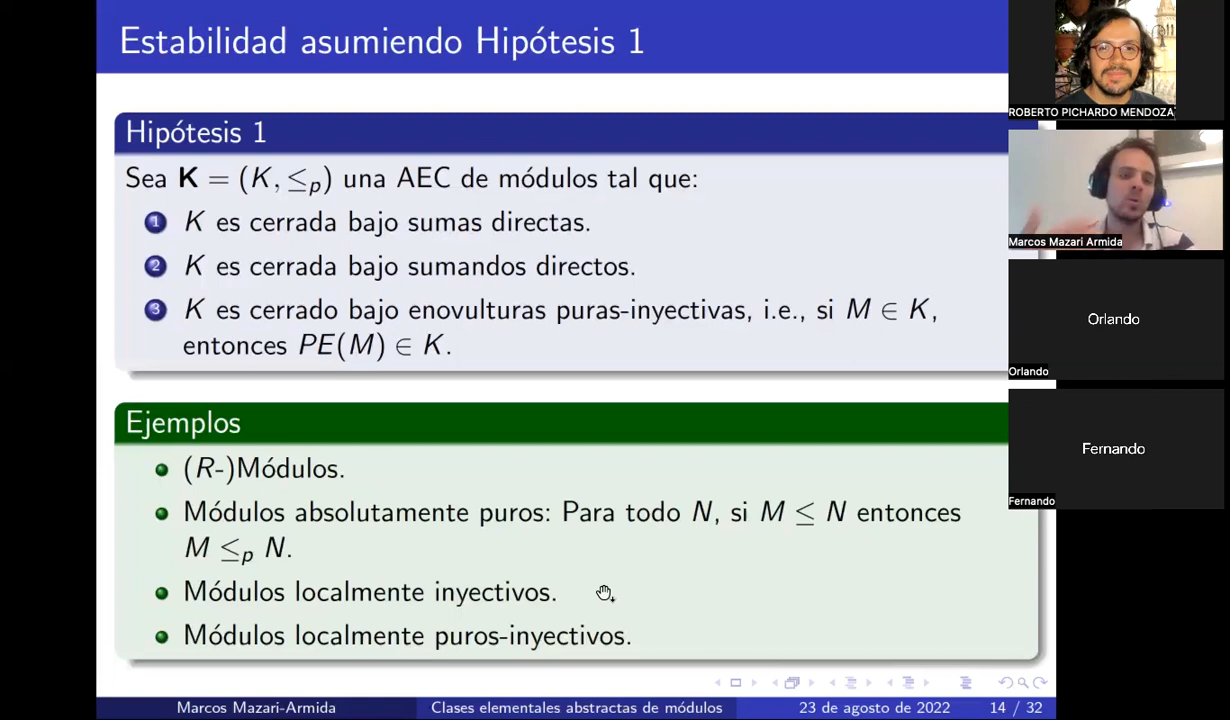 Estabilidad asumiendo Hipótesis 1
Hipótesis 1
Sea K = (K, ≤p) una AEC de módulos tal que:
1 K es cerrada bajo sumas directas.
2 K es cerrada bajo sumandos directos.
3 K es cerrado bajo enovulturas puras-inyectivas, i.e., si M ∈ K,
entonces PE(M) ∈ K.
Ejemplos
(R-)Módulos.
Módulos absolutamente puros: Para todo N, si M ≤ N entonces
M ≤p N.
Módulos localmente inyectivos.
Módulos localmente puros-inyectivos.
Marcos Mazari-Armida Clases elementales abstractas de módulos 23 de agosto de 2022 14 / 32
ROBERTO PICHARDO MENDOZA
Marcos Mazari Armida
Orlando
Orlando
Fernando
Fernando